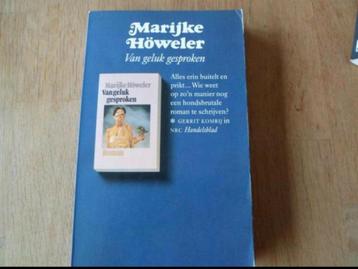 Marijke
Höweler
Van geluk gesproken
Marijke Höweler
Van geluk
gesproken
Roman
Alles erin buitelt en
prikt... Wie weet
op zo'n manier nog
een hondsbrutale
roman te schrijven?
* GERRIT KOMRIJ in
NRC Handelsblad